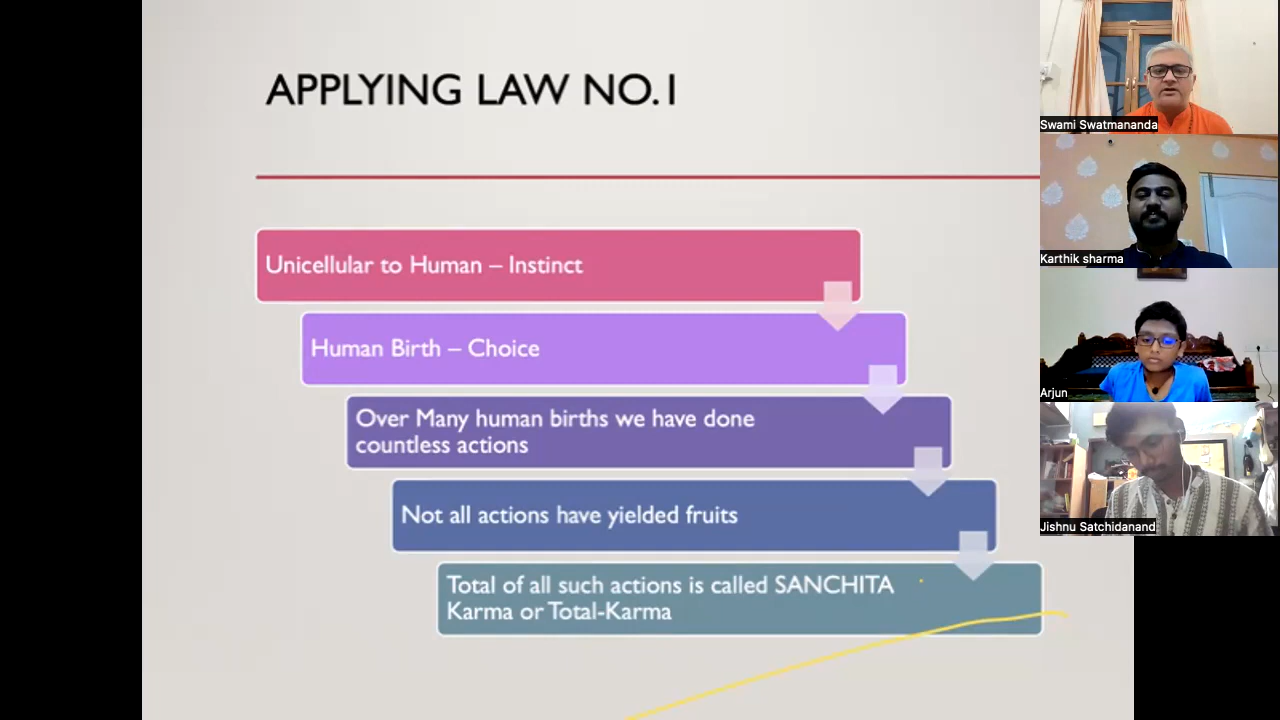 APPLYING LAW NO.1
Unicellular to Human – Instinct
Human Birth – Choice
Over Many human births we have done
countless actions
Not all actions have yielded fruits
Total of all such actions is called SANCHITA
Karma or Total-Karma
Swami Swatmananda
Karthik sharma
Arjun
Jishnu Satchidanand